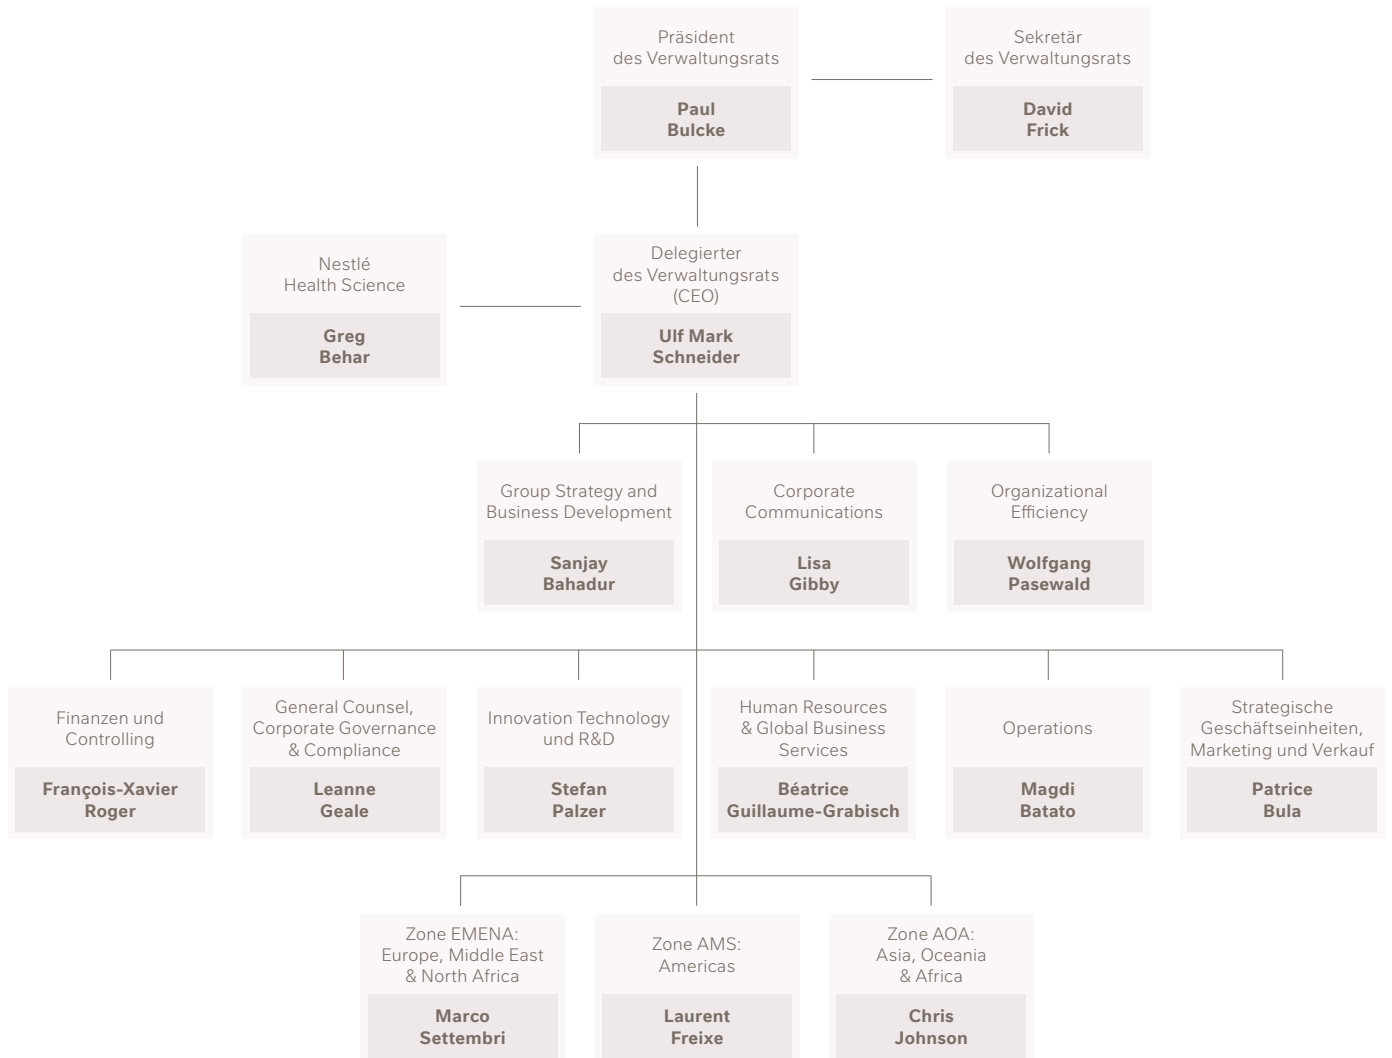 Präsident
des Verwaltungsrats
Paul
Bulcke
Sekretär
des Verwaltungsrats
David
Frick
Nestlé
Health Science
Greg
Behar
Delegierter
des Verwaltungsrats
(CEO)
Ulf Mark
Schneider
Group Strategy and
Business Development
Sanjay
Bahadur
Corporate
Communications
Lisa
Gibby
Organizational
Efficiency
Wolfgang
Pasewald
Finanzen und
Controlling
François-Xavier
Roger
General Counsel,
Corporate Governance
& Compliance
Leanne
Geale
Innovation Technology
und R&D
Stefan
Palzer
Human Resources
& Global Business
Services
Béatrice
Guillaume-Grabisch
Operations
Magdi
Batato
Strategische
Geschäftseinheiten,
Marketing und Verkauf
Patrice
Bula
Zone EMENA:
Europe, Middle East
& North Africa
Marco
Settembri
Zone AMS:
Americas
Laurent
Freixe
Zone AOA:
Asia, Oceania
& Africa
Chris
Johnson